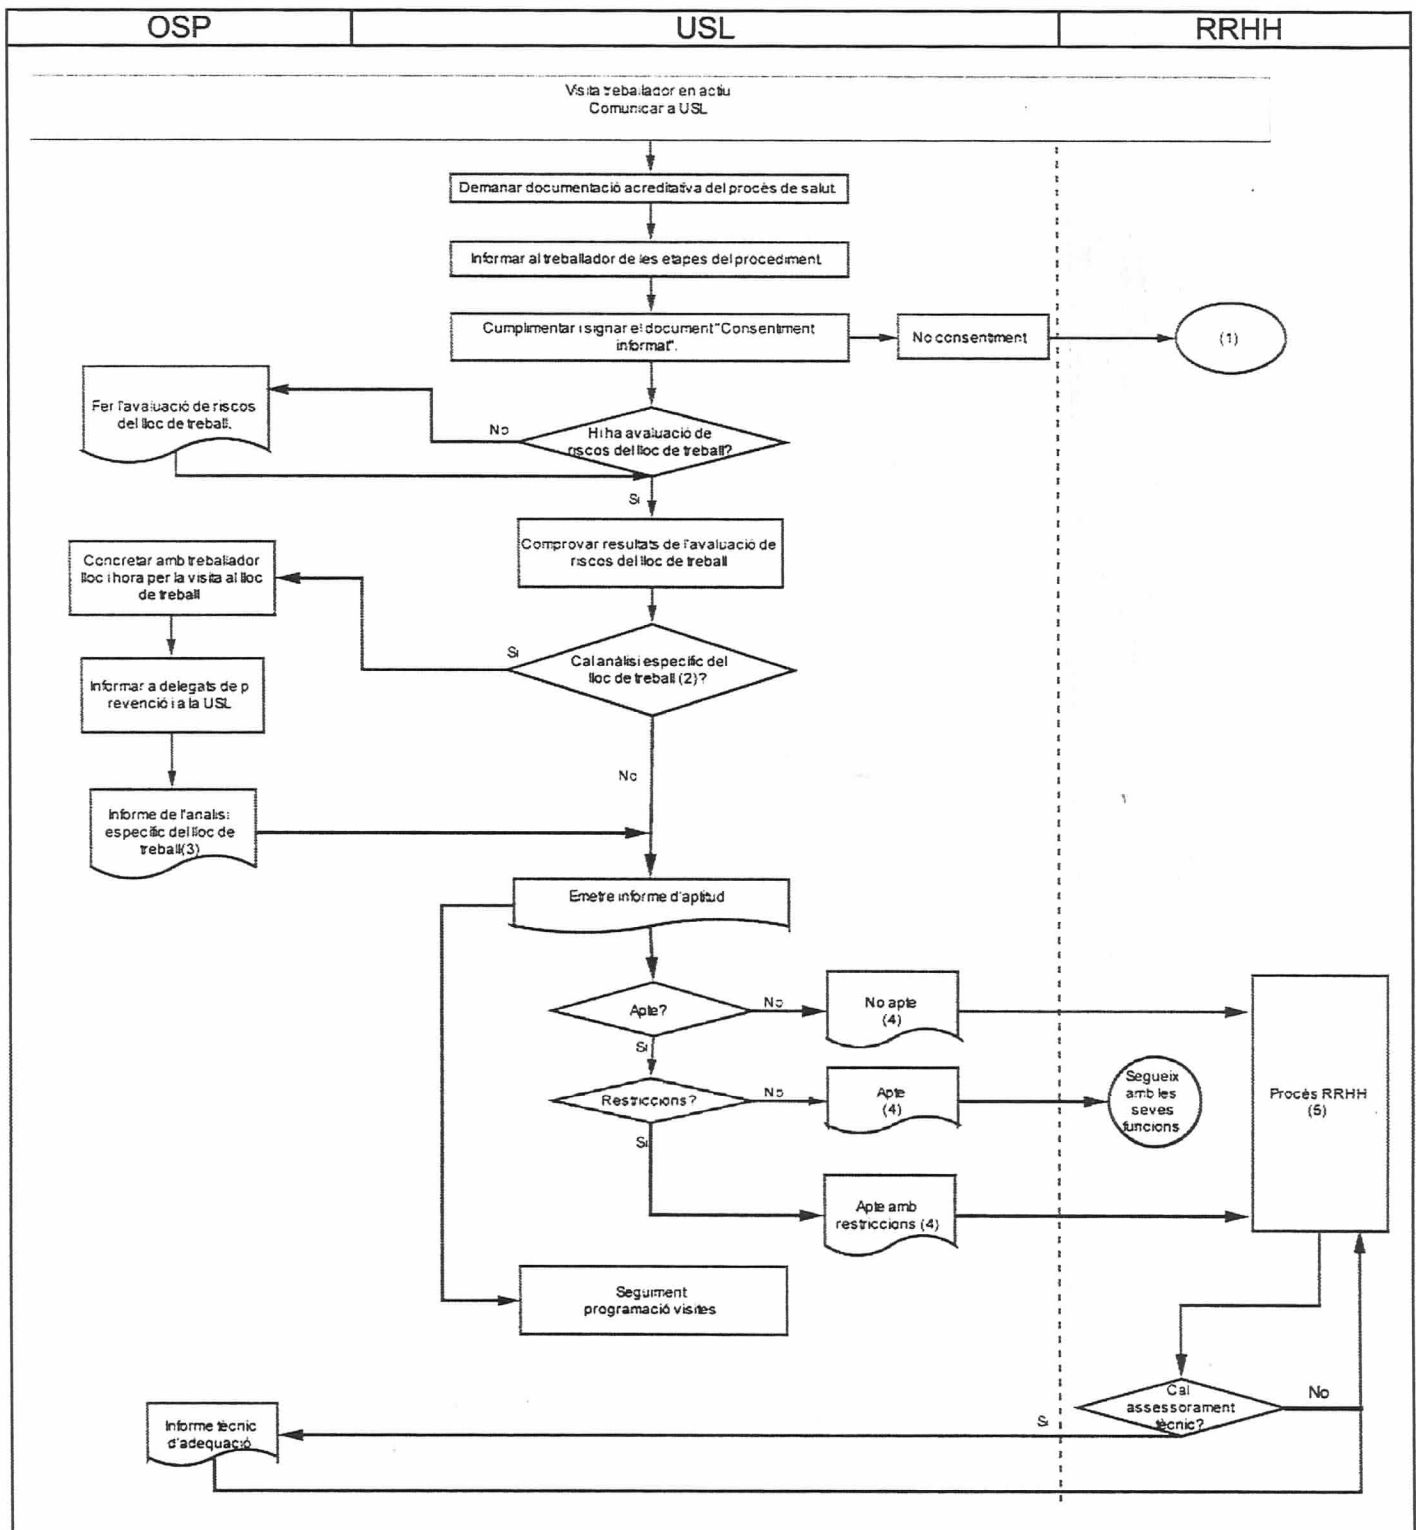 OSP
USL
RRHH
Visita treballador en actiu
Comunicar a USL
Demanar documentació acreditativa del procès de salut.
Informar al treballador de les etapes del procediment.
Cumplimentar i signar el document "Consentiment
informat".
No consentiment
(1)
Fer l'avaluació de riscos
del lloc de treball.
No
Hi ha avaluació de
riscos del lloc de treball?
Si
Comprovar resultats de l'avaluació de
riscos del lloc de treball
Concretar amb treballador
lloc i hora per la visita al lloc
de treball
Si
Cal anàlisi específic del
lloc de treball (2)?
Informar a delegats de p
revenció i a la USL
No
Informe de l'anàlisi
específic del lloc de
treball(3)
Emetre informe d'aptitud
Apte?
No
No apte
(4)
Si
Restriccions?
No
Apte
(4)
Segueix
amb les
seves
funcions
Procés RRHH
(5)
Si
Apte amb
restriccions (4)
Seguiment
programació visites
Cal
assessorament
tècnic?
No
Si
Informe tècnic
d'adequació